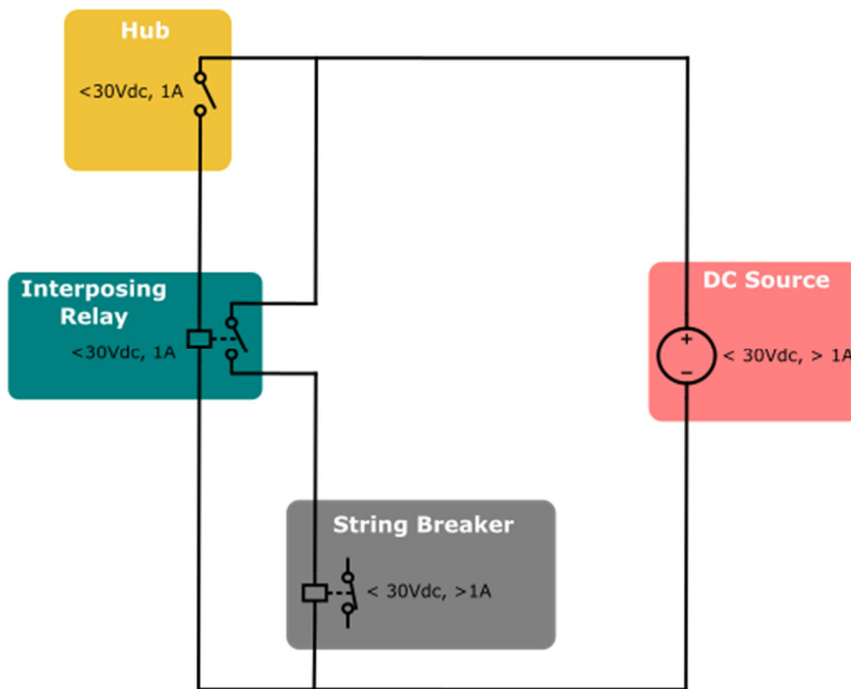 Hub
<30Vdc, 1A
Interposing
Relay
<30Vdc, 1A
DC Source
+
< 30Vdc, > 1A
−
String Breaker
< 30Vdc, >1A